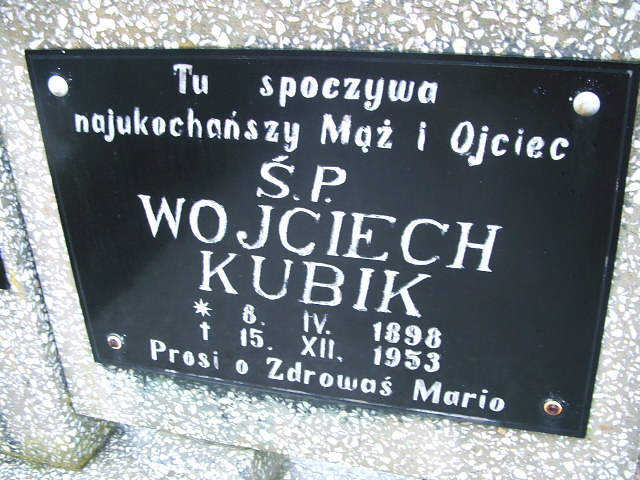 Tu spoczywa
najukochańszy Mąż i Ojciec
Ś.P.
WOJCIECH
KUBIK
* 8. IV. 1898
† 15. XII. 1953
Prosi o Zdrowaś Mario